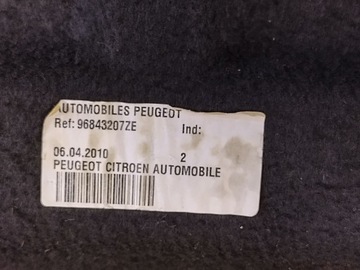 AUTOMOBILES PEUGEOT
Ref: 96843207ZE Ind:
06.04.2010 2
PEUGEOT CITROEN AUTOMOBILE